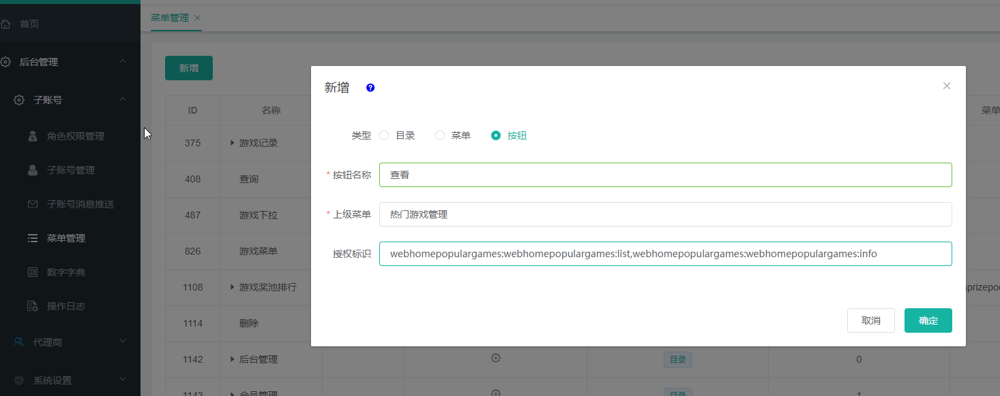 首页
菜单管理
后台管理
新增
子账号
角色权限管理
子账号管理
子账号消息推送
菜单管理
数字字典
操作日志
代理商
系统设置
ID 名称 菜单
375 游戏记录
408 查询
487 游戏下拉
826 游戏菜单
1108 游戏奖池排行
1114 删除
1142 后台管理 目录 0
1143 会员管理 目录 1
新增
类型 目录 菜单 按钮
* 按钮名称 查看
* 上级菜单 热门游戏管理
授权标识 webhomepopulargames:webhomepopulargames:list,webhomepopulargames:webhomepopulargames:info
取消 确定